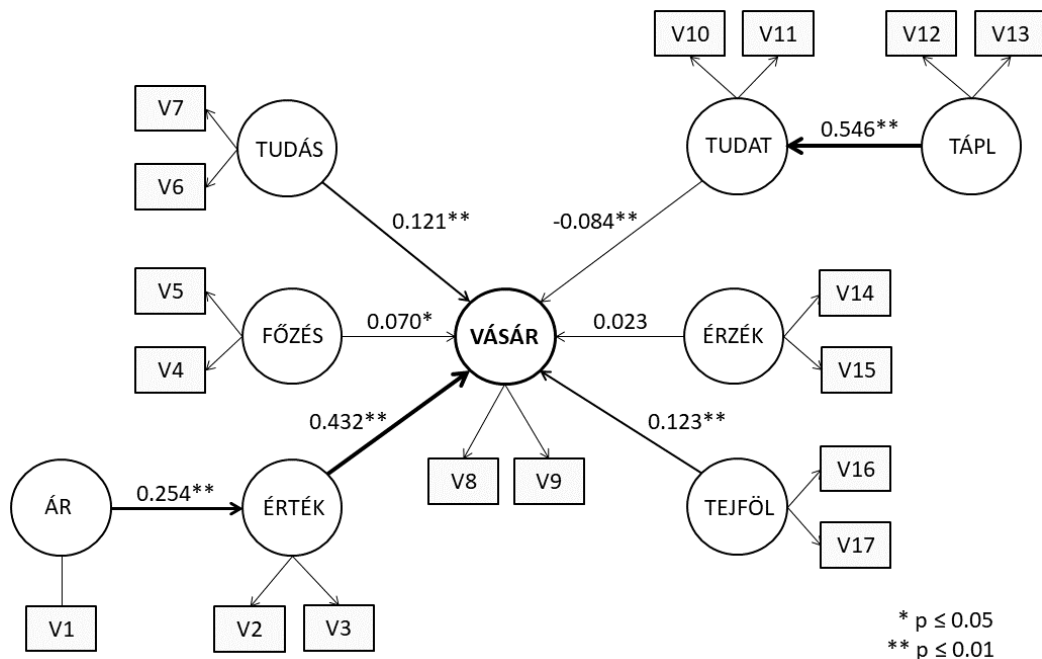 V10 V11 V12 V13
V7
TUDÁS
V6
TUDAT
0.546**
TÁPL
0.121**
-0.084**
V5
FŐZÉS
0.070*
VÁSÁR
0.023
ÉRZÉK
V14
V4
V15
0.432**
0.123**
V8 V9
V16
ÁR
0.254**
ÉRTÉK
TEJFÖL
V17
V1
V2 V3
* p ≤ 0.05
** p ≤ 0.01